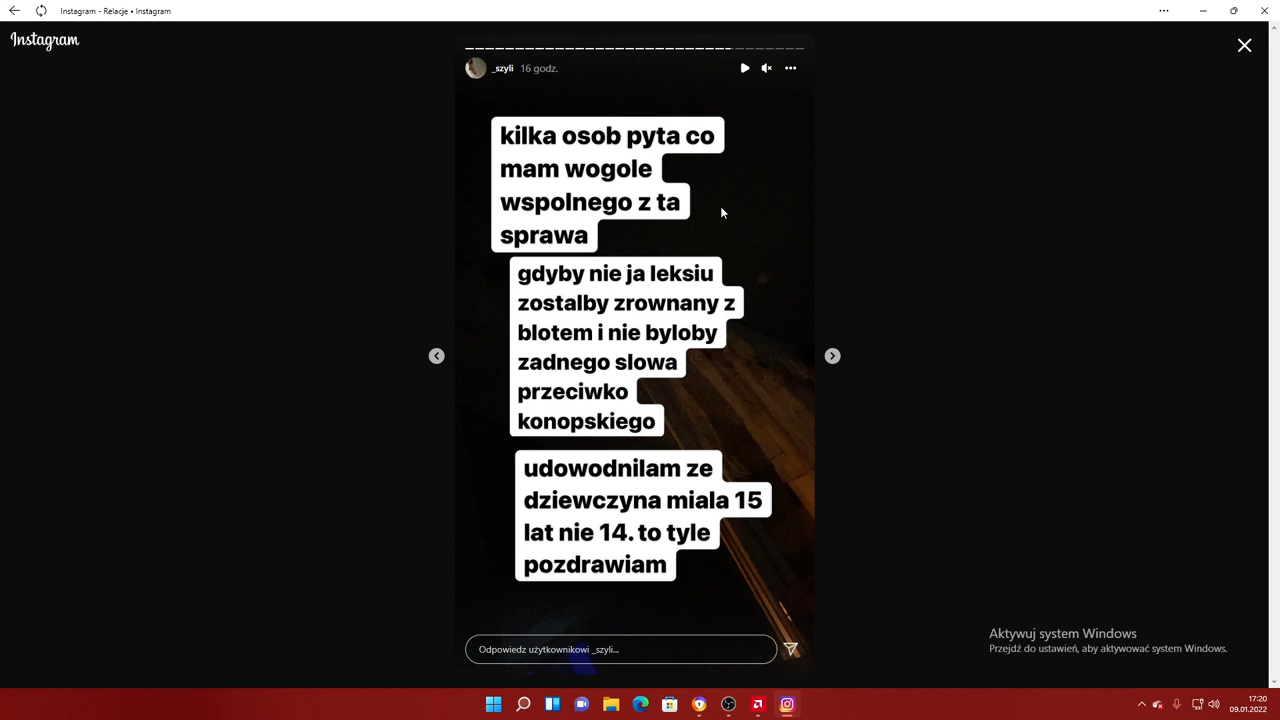 Instagram - Relacje • Instagram
Instagram
_szyli 16 godz.
kilka osob pyta co
mam wogole
wspolnego z ta
sprawa
gdyby nie ja leksiu
zostalby zrownany z
blotem i nie byloby
zadnego slowa
przeciwko
konopskiego
udowodnilam ze
dziewczyna miala 15
lat nie 14. to tyle
pozdrawiam
Odpowiedz użytkownikowi _szyli...
Aktywuj system Windows
Przejdź do ustawień, aby aktywować system Windows.
17:20
09.01.2022